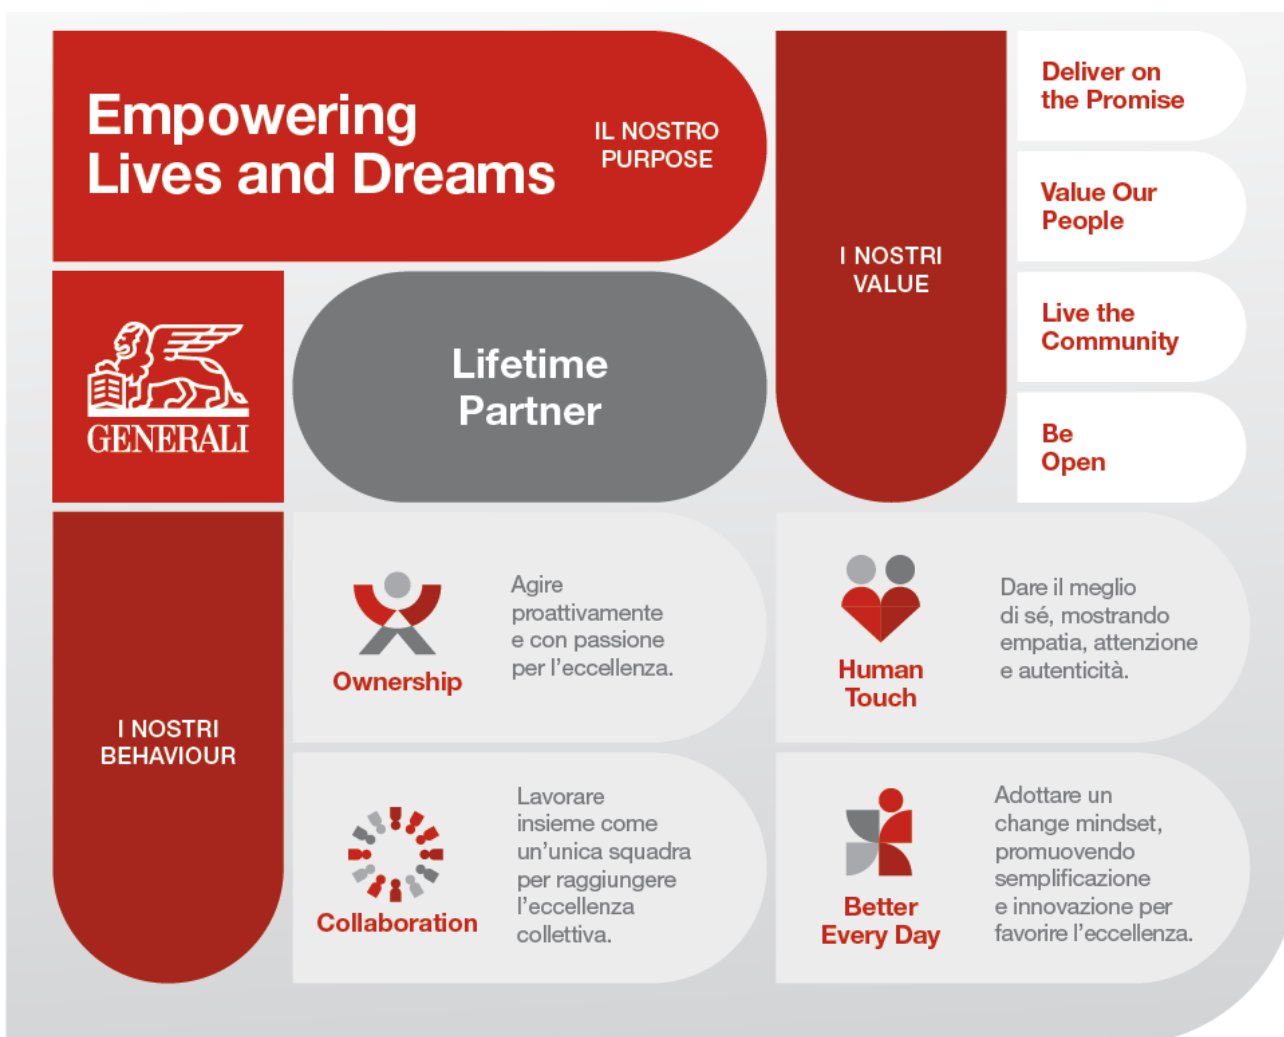 Empowering
Lives and Dreams
IL NOSTRO
PURPOSE
I NOSTRI
VALUE
Deliver on
the Promise
Value Our
People
Live the
Community
Be
Open
GENERALI
Lifetime
Partner
I NOSTRI
BEHAVIOUR
Ownership
Agire
proattivamente
e con passione
per l’eccellenza.
Human
Touch
Dare il meglio
di sé, mostrando
empatia, attenzione
e autenticità.
Collaboration
Lavorare
insieme come
un’unica squadra
per raggiungere
l’eccellenza
collettiva.
Better
Every Day
Adottare un
change mindset,
promuovendo
semplificazione
e innovazione per
favorire l’eccellenza.